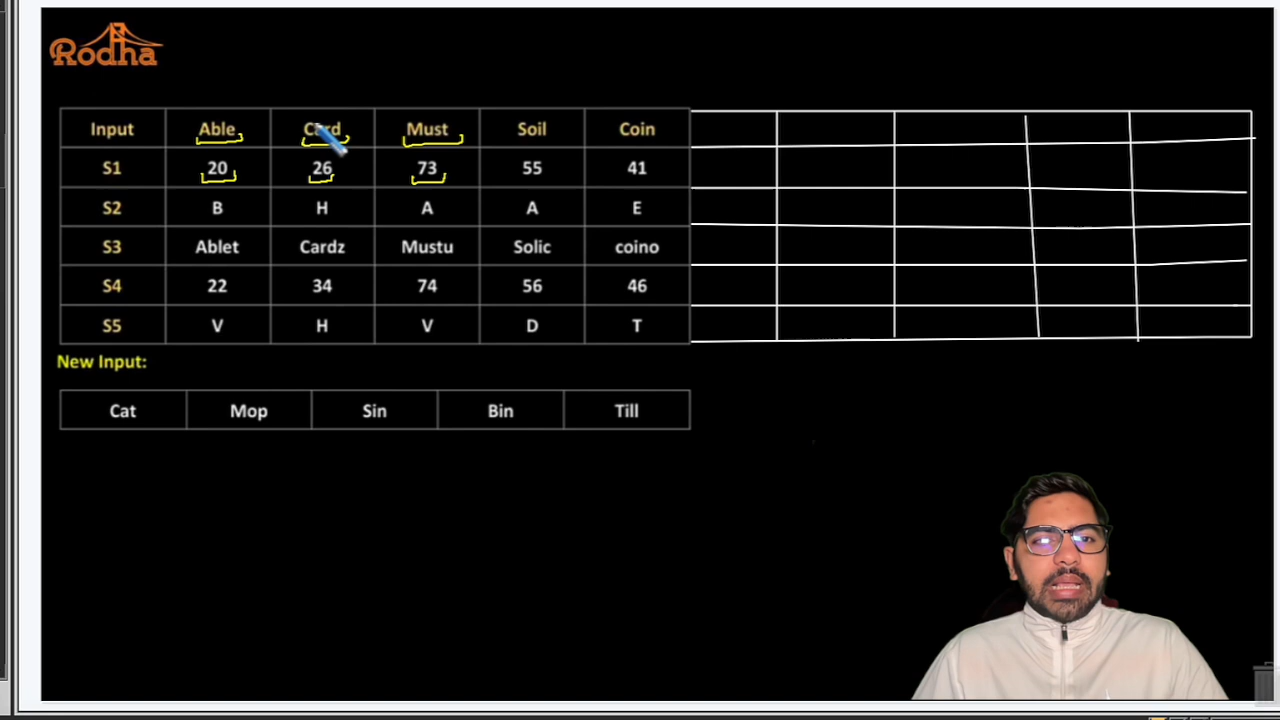 Rodha
Input Able Card Must Soil Coin
S1 20 26 73 55 41
S2 B H A A E
S3 Ablet Cardz Mustu Solic coino
S4 22 34 74 56 46
S5 V H V D T
New Input:
Cat Mop Sin Bin Till